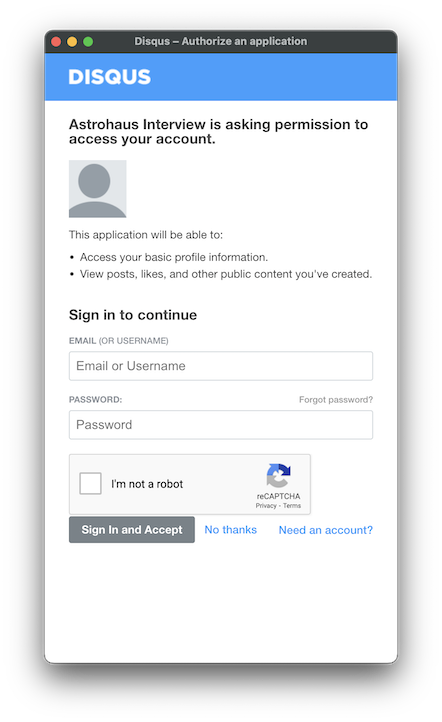 Disqus – Authorize an application
DISQUS
Astrohaus Interview is asking permission to
access your account.
This application will be able to:
• Access your basic profile information.
• View posts, likes, and other public content you've created.
Sign in to continue
EMAIL (OR USERNAME)
Email or Username
PASSWORD: Forgot password?
Password
I'm not a robot
reCAPTCHA
Privacy - Terms
Sign In and Accept No thanks Need an account?